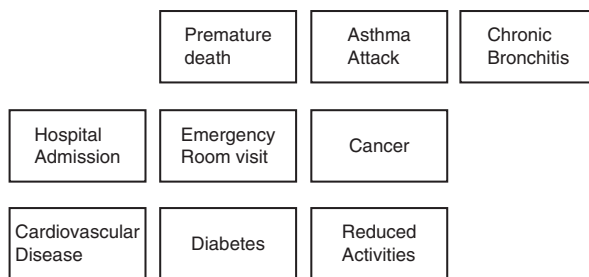 Premature
death
Asthma
Attack
Chronic
Bronchitis
Hospital
Admission
Emergency
Room visit
Cancer
Cardiovascular
Disease
Diabetes
Reduced
Activities